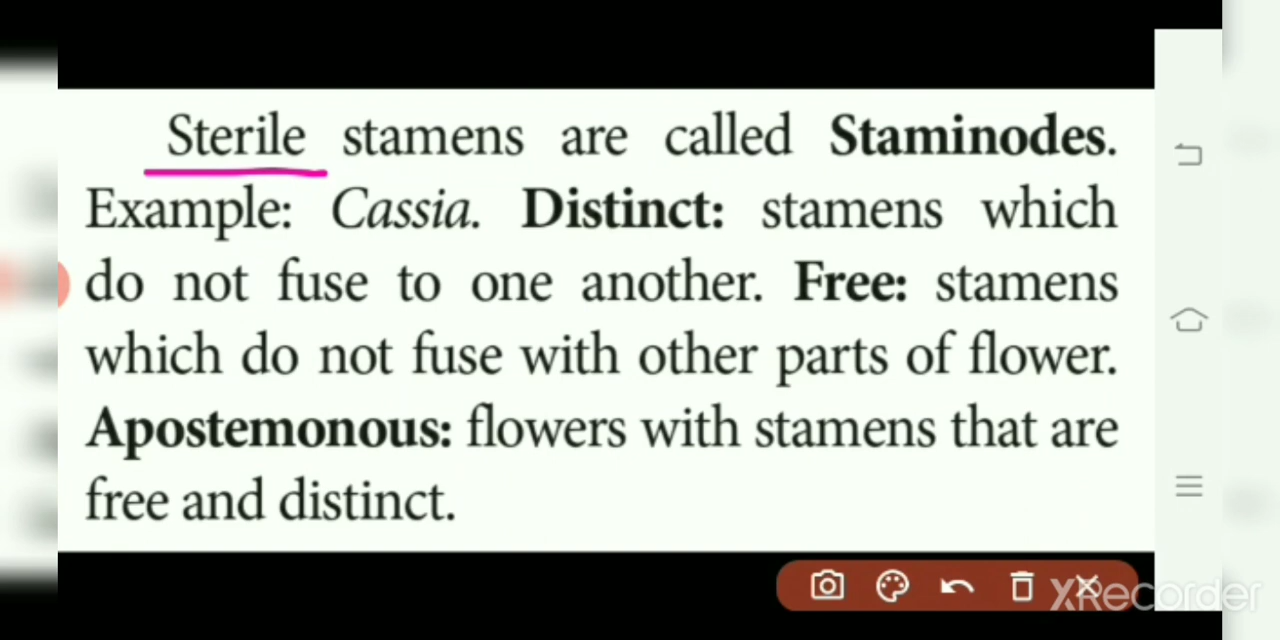 Sterile stamens are called Staminodes.
Example: Cassia. Distinct: stamens which
do not fuse to one another. Free: stamens
which do not fuse with other parts of flower.
Apostemonous: flowers with stamens that are
free and distinct.
XRecorder